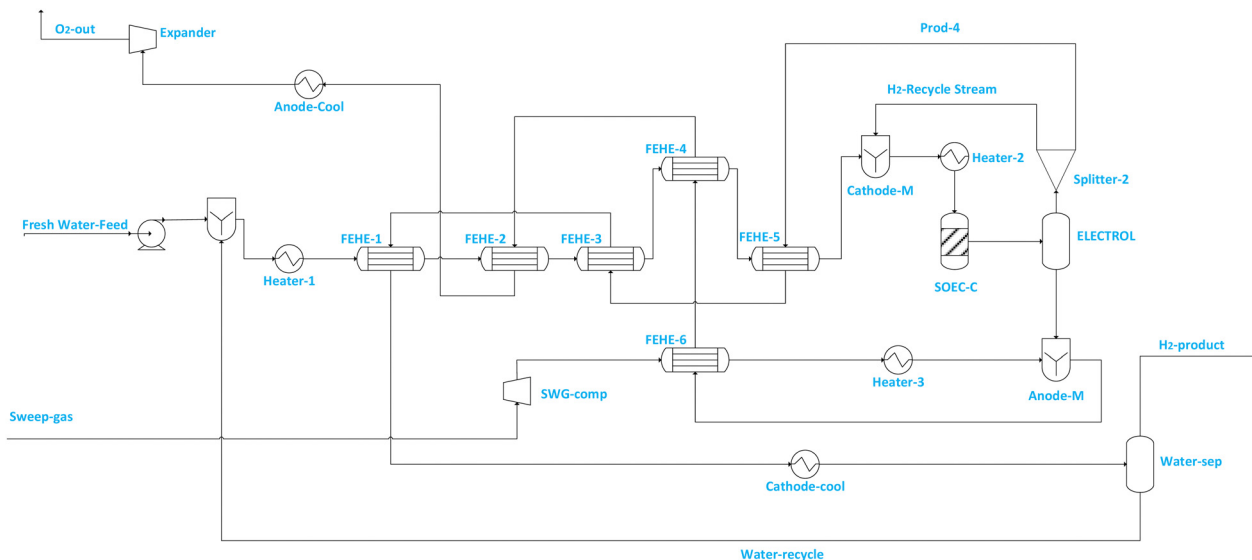 O2-out
Expander
Prod-4
Anode-Cool
H2-Recycle Stream
FEHE-4
Heater-2
Cathode-M
Splitter-2
Fresh Water-Feed
FEHE-1
FEHE-2
FEHE-3
FEHE-5
ELECTROL
Heater-1
SOEC-C
FEHE-6
H2-product
Heater-3
SWG-comp
Anode-M
Sweep-gas
Water-sep
Cathode-cool
Water-recycle